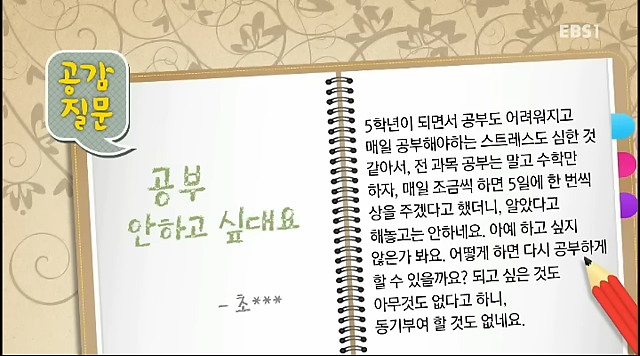 EBS1
공감
질문
공부
안하고 싶대요
- 초***
5학년이 되면서 공부도 어려워지고
매일 공부해야하는 스트레스도 심한 것
같아서, 전 과목 공부는 말고 수학만
하자, 매일 조금씩 하면 5일에 한 번씩
상을 주겠다고 했더니, 알았다고
해놓고는 안하네요. 아예 하고 싶지
않은가 봐요. 어떻게 하면 다시 공부하게
할 수 있을까요? 되고 싶은 것도
아무것도 없다고 하니,
동기부여 할 것도 없네요.